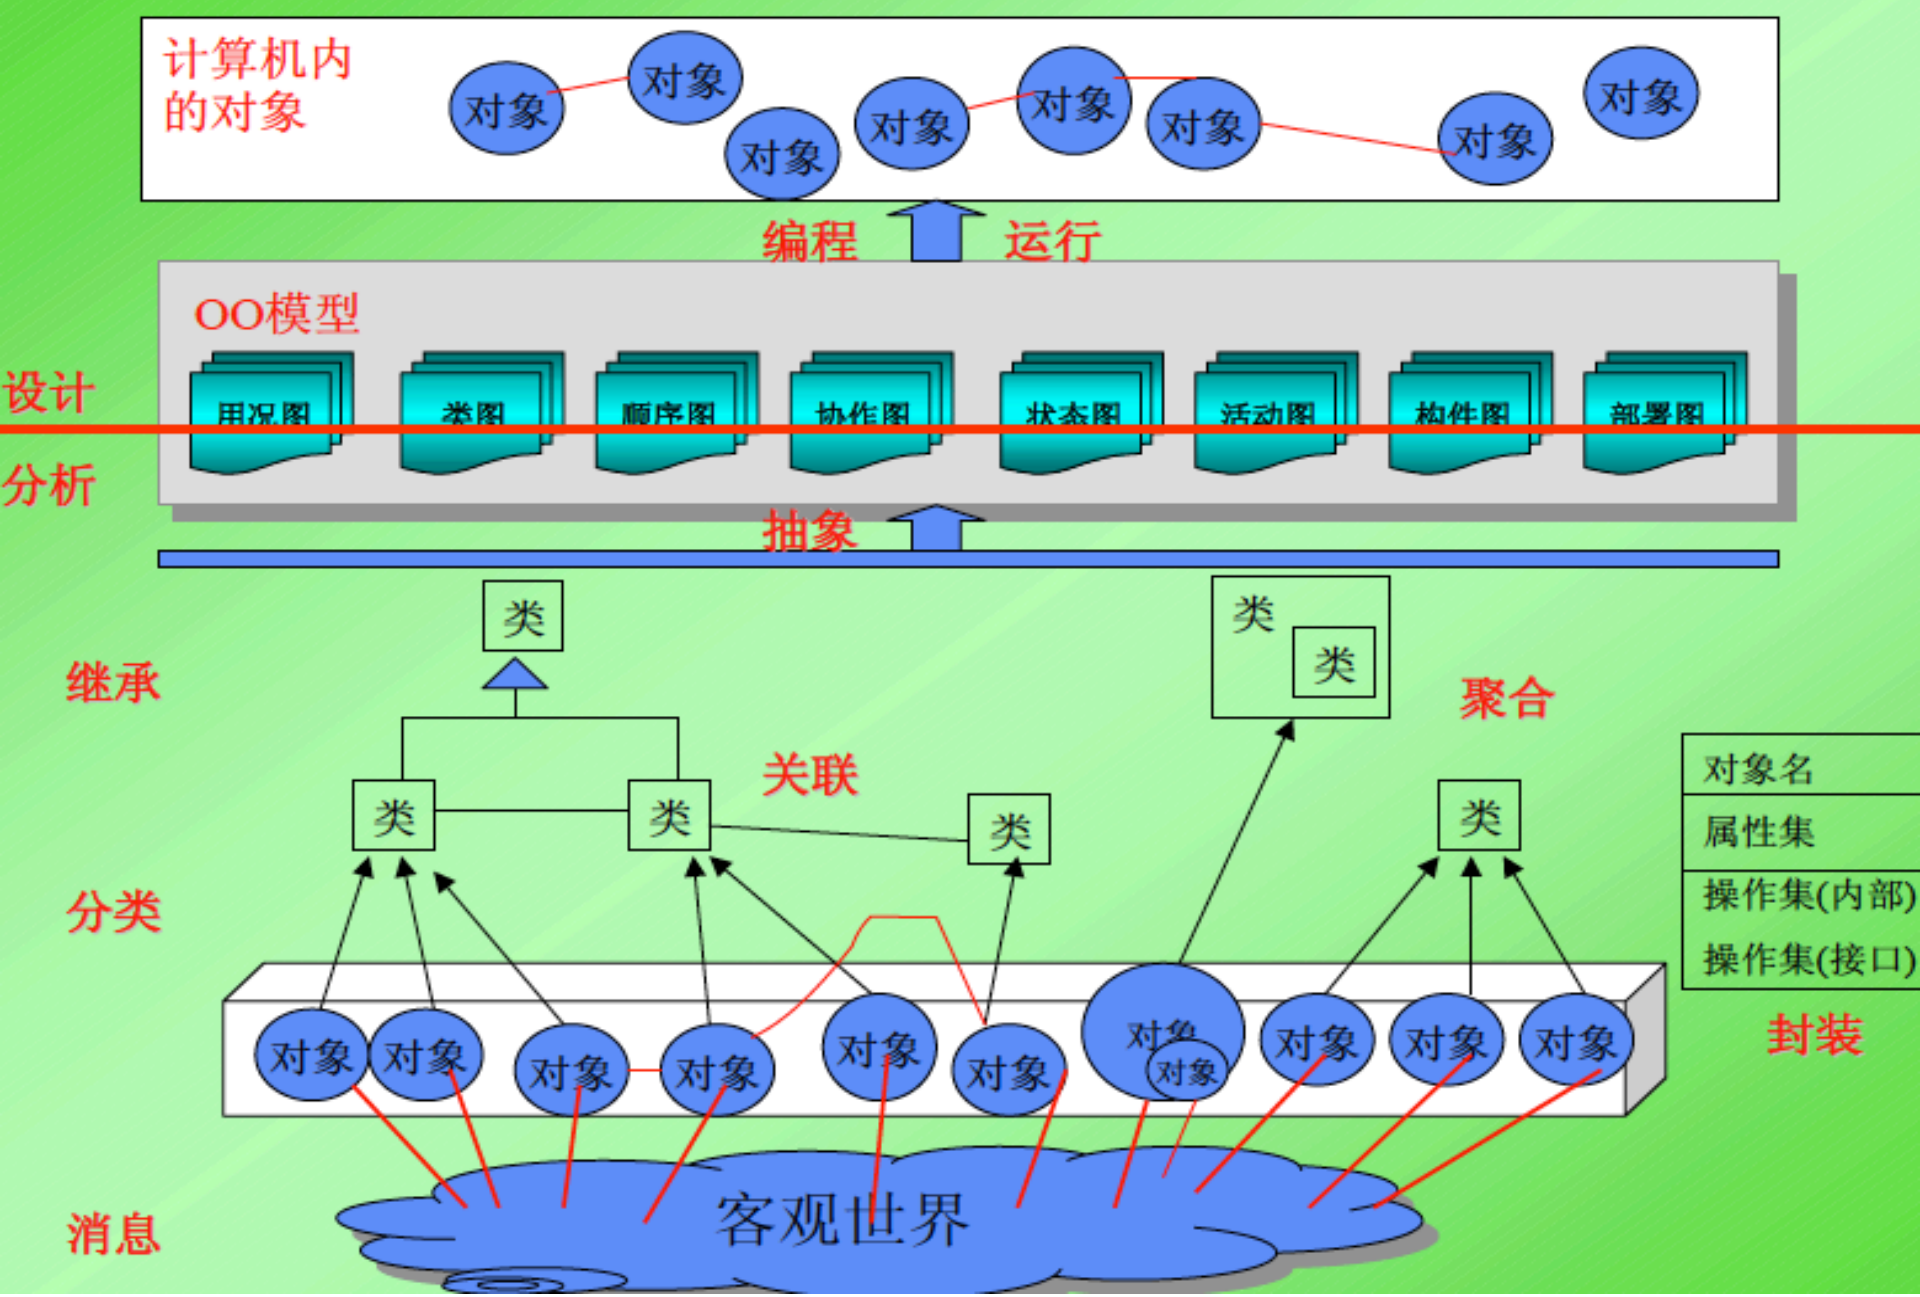 计算机内
的对象
对象
对象
对象
对象
对象
对象
对象
对象
编程
运行
OO模型
设计
用况图
类图
顺序图
协作图
状态图
活动图
构件图
部署图
分析
抽象
类
类
类
继承
聚合
关联
类
类
类
类
对象名
属性集
操作集(内部)
操作集(接口)
分类
封装
对象
对象
对象
对象
对象
对象
对象
对象
对象
对象
对象
客观世界
消息